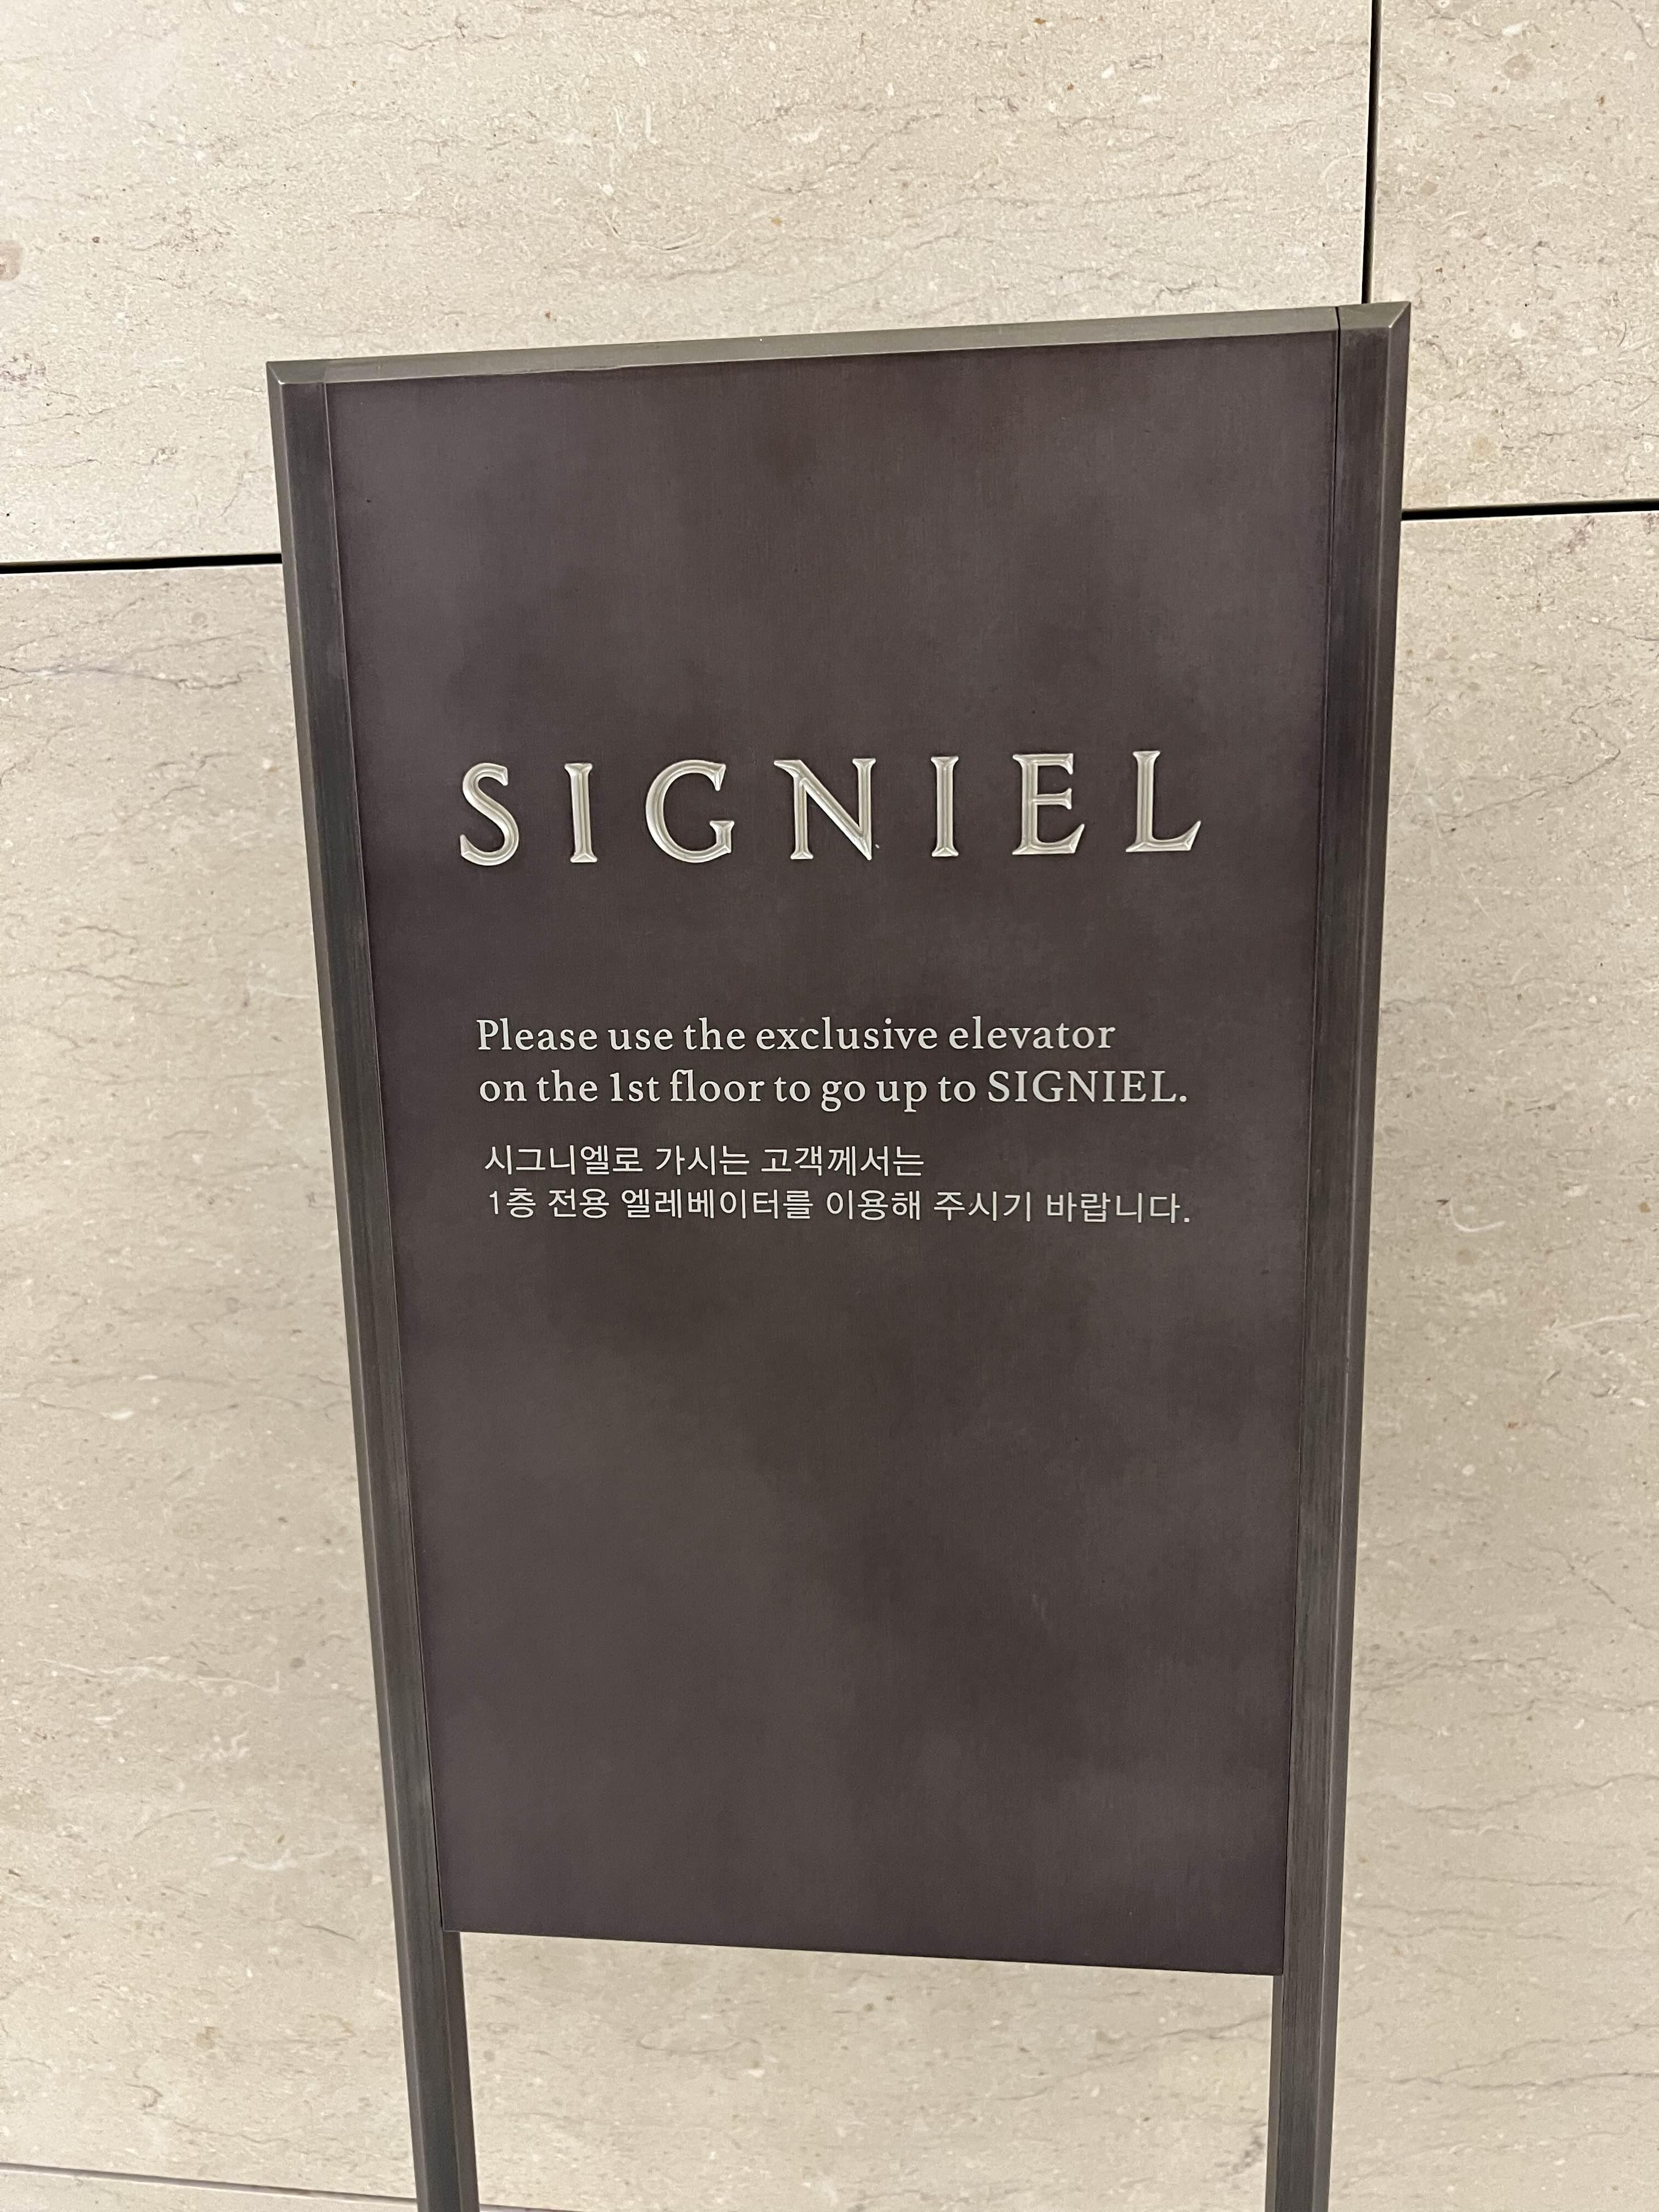 SIGNIEL
Please use the exclusive elevator
on the 1st floor to go up to SIGNIEL.
시그니엘로 가시는 고객께서는
1층 전용 엘레베이터를 이용해 주시기 바랍니다.